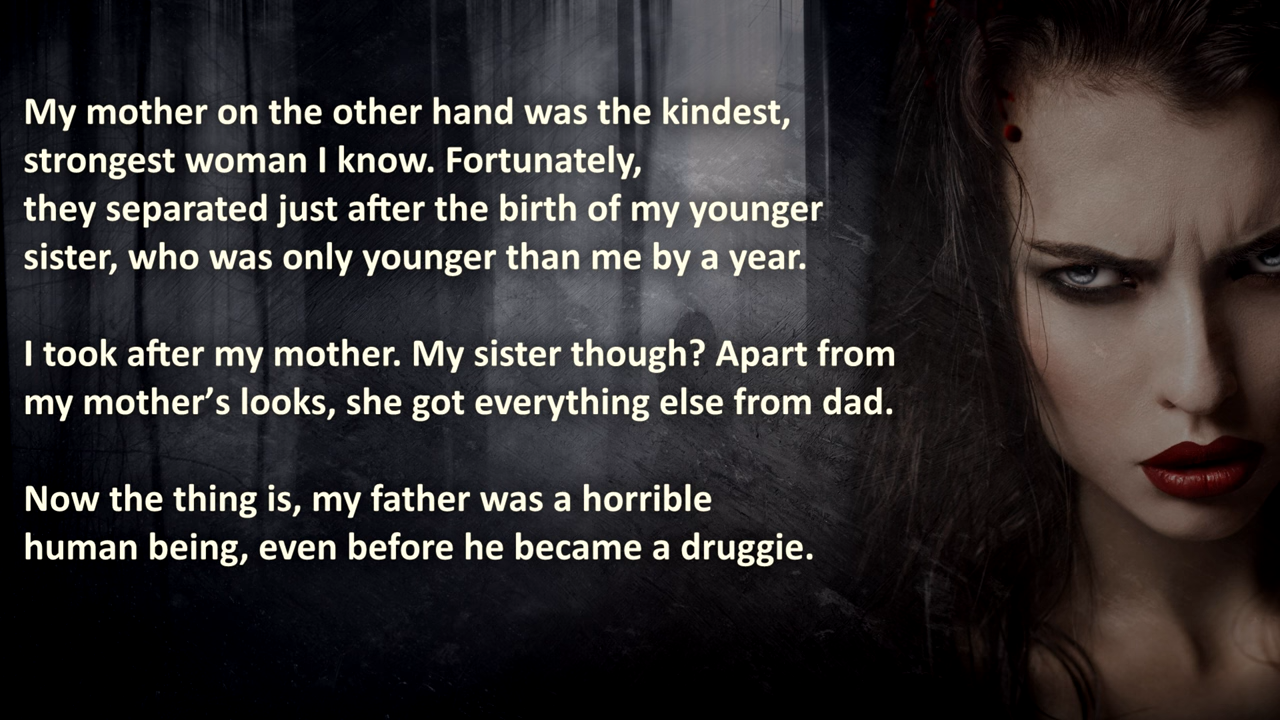 My mother on the other hand was the kindest,
strongest woman I know. Fortunately,
they separated just after the birth of my younger
sister, who was only younger than me by a year.
I took after my mother. My sister though? Apart from
my mother’s looks, she got everything else from dad.
Now the thing is, my father was a horrible
human being, even before he became a druggie.